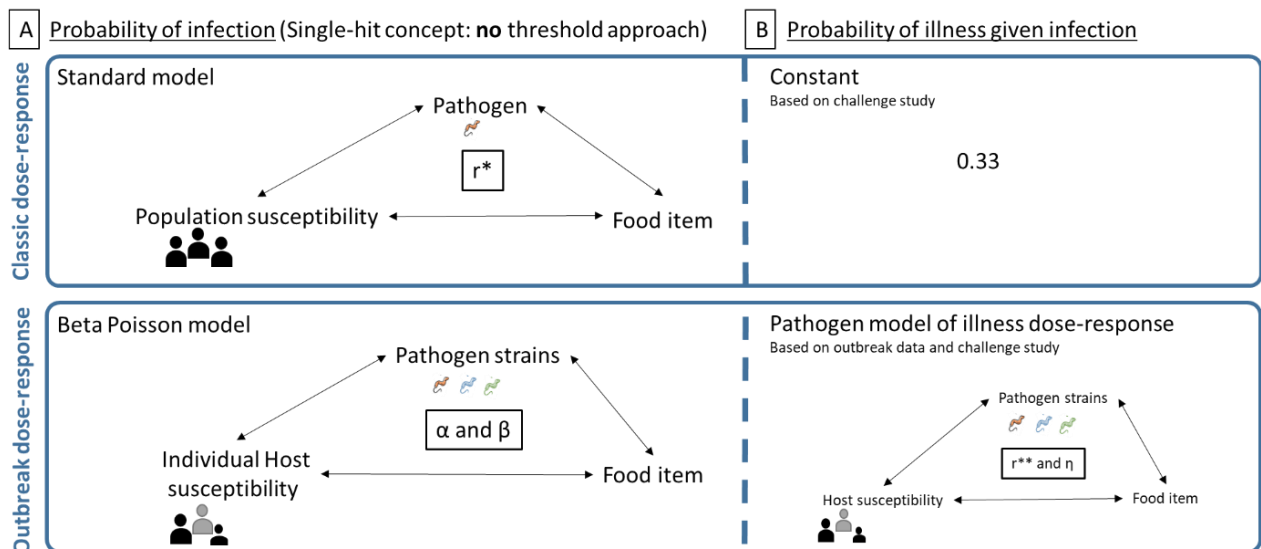 A Probability of infection (Single-hit concept: no threshold approach)
B Probability of illness given infection
Classic dose-response
Standard model
Pathogen
r*
Population susceptibility
Food item
Constant
Based on challenge study
0.33
Outbreak dose-response
Beta Poisson model
Pathogen strains
α and β
Individual Host
susceptibility
Food item
Pathogen model of illness dose-response
Based on outbreak data and challenge study
Pathogen strains
r** and η
Host susceptibility
Food item